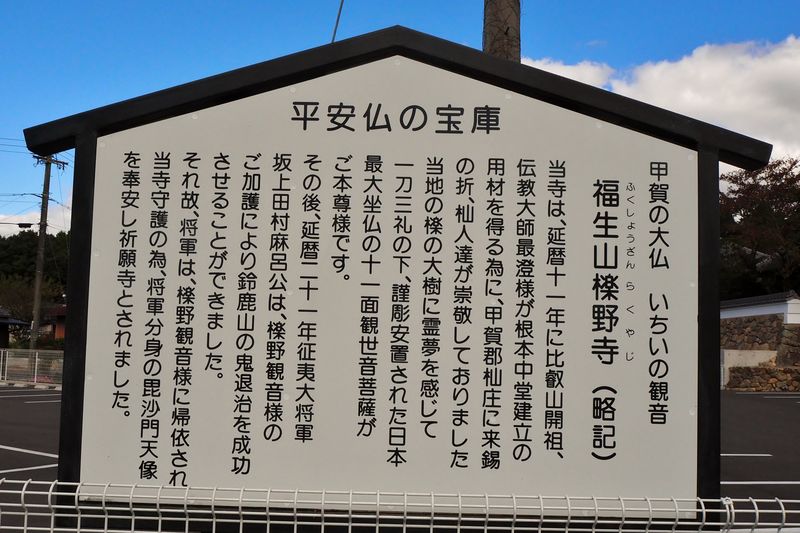 平安仏の宝庫
甲賀の大仏　いちいの観音
ふくしょうざん　らくやじ
福生山櫟野寺（略記）
当寺は、延暦十一年に比叡山開祖、
伝教大師最澄様が根本中堂建立の
用材を得る為に、甲賀郡杣庄に来錫
の折、杣人達が崇敬しておりました
当地の櫟の大樹に霊夢を感じて
一刀三礼の下、謹彫安置された日本
最大坐仏の十一面観世音菩薩が
ご本尊様です。
その後、延暦二十一年征夷大将軍
坂上田村麻呂公は、櫟野観音様の
ご加護により鈴鹿山の鬼退治を成功
させることができました。
それ故、将軍は、櫟野観音様に帰依され
当寺守護の為、将軍分身の毘沙門天像
を奉安し祈願寺とされました。